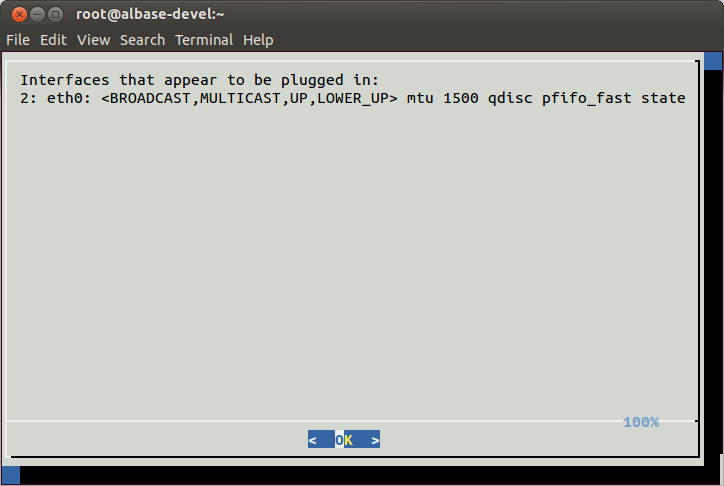 root@albase-devel:~
File Edit View Search Terminal Help
Interfaces that appear to be plugged in:
2: eth0: <BROADCAST,MULTICAST,UP,LOWER_UP> mtu 1500 qdisc pfifo_fast state
100%
< OK >